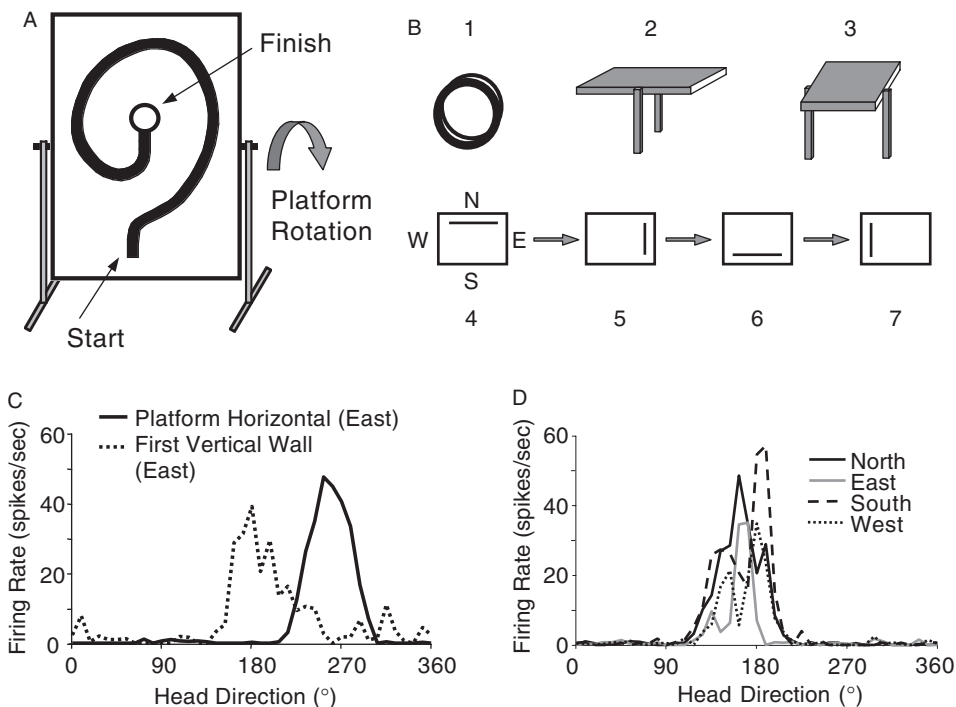 A
Finish
Platform
Rotation
Start
B
1 2 3
N
W E
S
4 5 6 7
C
Platform Horizontal (East)
First Vertical Wall
(East)
Firing Rate (spikes/sec)
60
40
20
0
0 90 180 270 360
Head Direction (°)
D
North
East
South
West
Firing Rate (spikes/sec)
60
40
20
0
0 90 180 270 360
Head Direction (°)